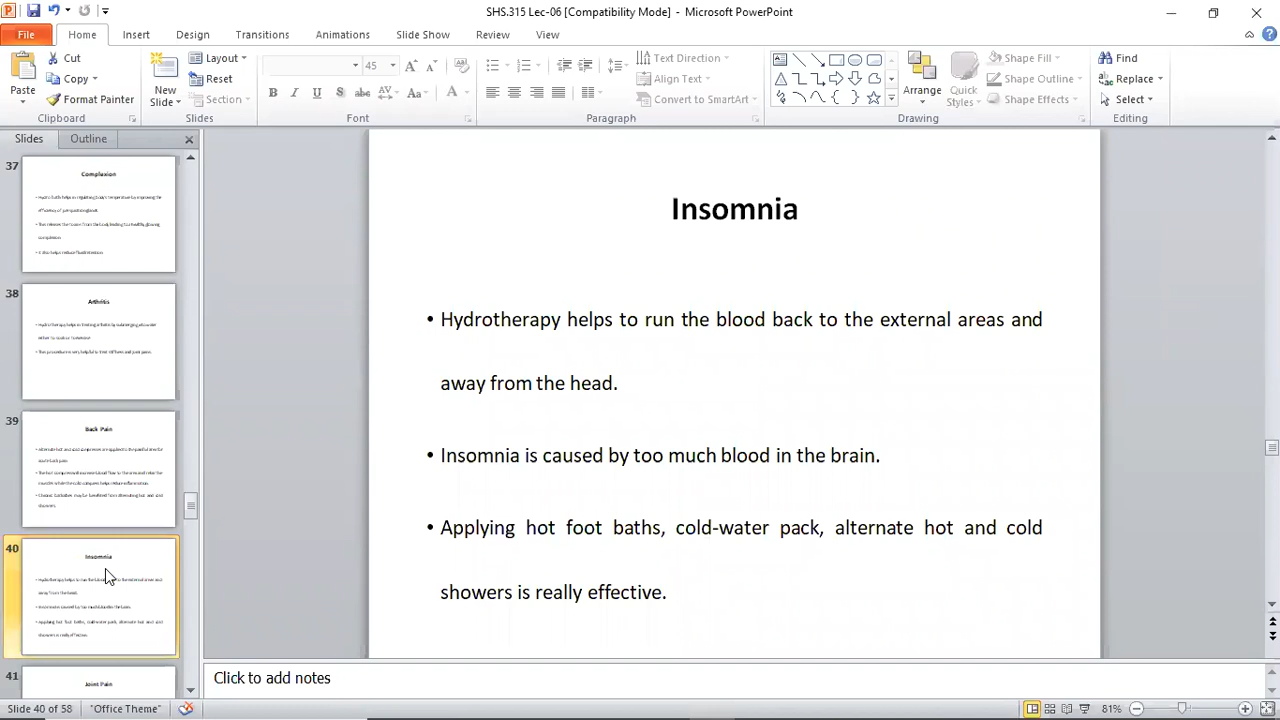 SHS.315 Lec-06 [Compatibility Mode] - Microsoft PowerPoint
File Home Insert Design Transitions Animations Slide Show Review View
Paste
Cut
Copy
Format Painter
Clipboard
New Slide
Layout
Reset
Section
Slides
45
B I U S abc AV Aa A
Font
Text Direction
Align Text
Convert to SmartArt
Paragraph
Arrange
Quick Styles
Shape Fill
Shape Outline
Shape Effects
Drawing
Find
Replace
Select
Editing
Slides Outline
37
Complexion
38
Arthritis
39
Back Pain
40
Insomnia
41
Joint Pain
Insomnia
• Hydrotherapy helps to run the blood back to the external areas and
away from the head.
• Insomnia is caused by too much blood in the brain.
• Applying hot foot baths, cold-water pack, alternate hot and cold
showers is really effective.
Click to add notes
Slide 40 of 58 "Office Theme" 81%